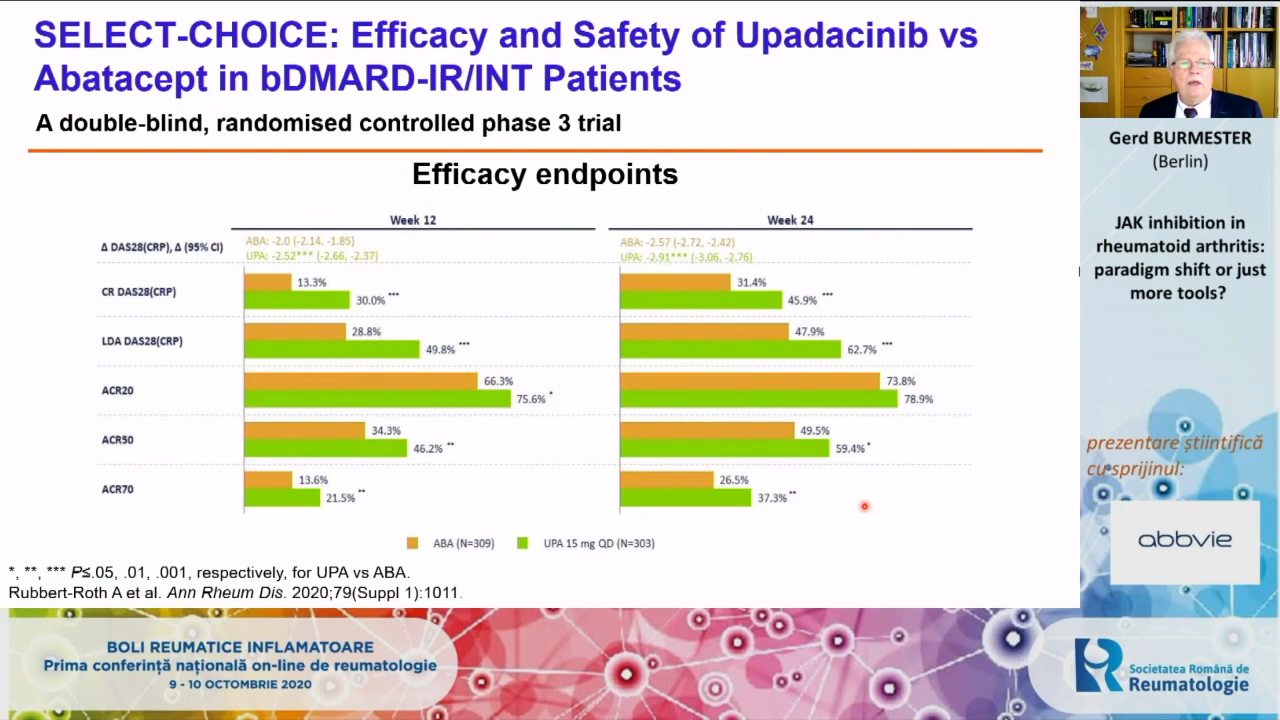 SELECT-CHOICE: Efficacy and Safety of Upadacinib vs
Abatacept in bDMARD-IR/INT Patients
A double-blind, randomised controlled phase 3 trial
Efficacy endpoints
Week 12
Week 24
Δ DAS28(CRP), Δ (95% CI)
ABA: -2.0 (-2.14, -1.85)
UPA: -2.52*** (-2.66, -2.37)
ABA: -2.57 (-2.72, -2.42)
UPA: -2.91*** (-3.06, -2.76)
CR DAS28(CRP)
13.3%
30.0% ***
31.4%
45.9% ***
LDA DAS28(CRP)
28.8%
49.8% ***
47.9%
62.7% ***
ACR20
66.3%
75.6% *
73.8%
78.9%
ACR50
34.3%
46.2% **
49.5%
59.4% *
ACR70
13.6%
21.5% **
26.5%
37.3% **
ABA (N=309)
UPA 15 mg QD (N=303)
*, **, *** P≤.05, .01, .001, respectively, for UPA vs ABA.
Rubbert-Roth A et al. Ann Rheum Dis. 2020;79(Suppl 1):1011.
Gerd BURMESTER
(Berlin)
JAK inhibition in
rheumatoid arthritis:
paradigm shift or just
more tools?
prezentare științifică
cu sprijinul:
abbvie
BOLI REUMATICE INFLAMATOARE
Prima conferință națională on-line de reumatologie
9 - 10 OCTOMBRIE 2020
Societatea Română de
Reumatologie